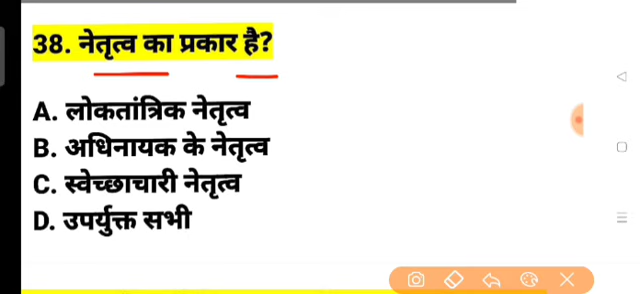 38. नेतृत्व का प्रकार है?
A. लोकतांत्रिक नेतृत्व
B. अधिनायक के नेतृत्व
C. स्वेच्छाचारी नेतृत्व
D. उपर्युक्त सभी